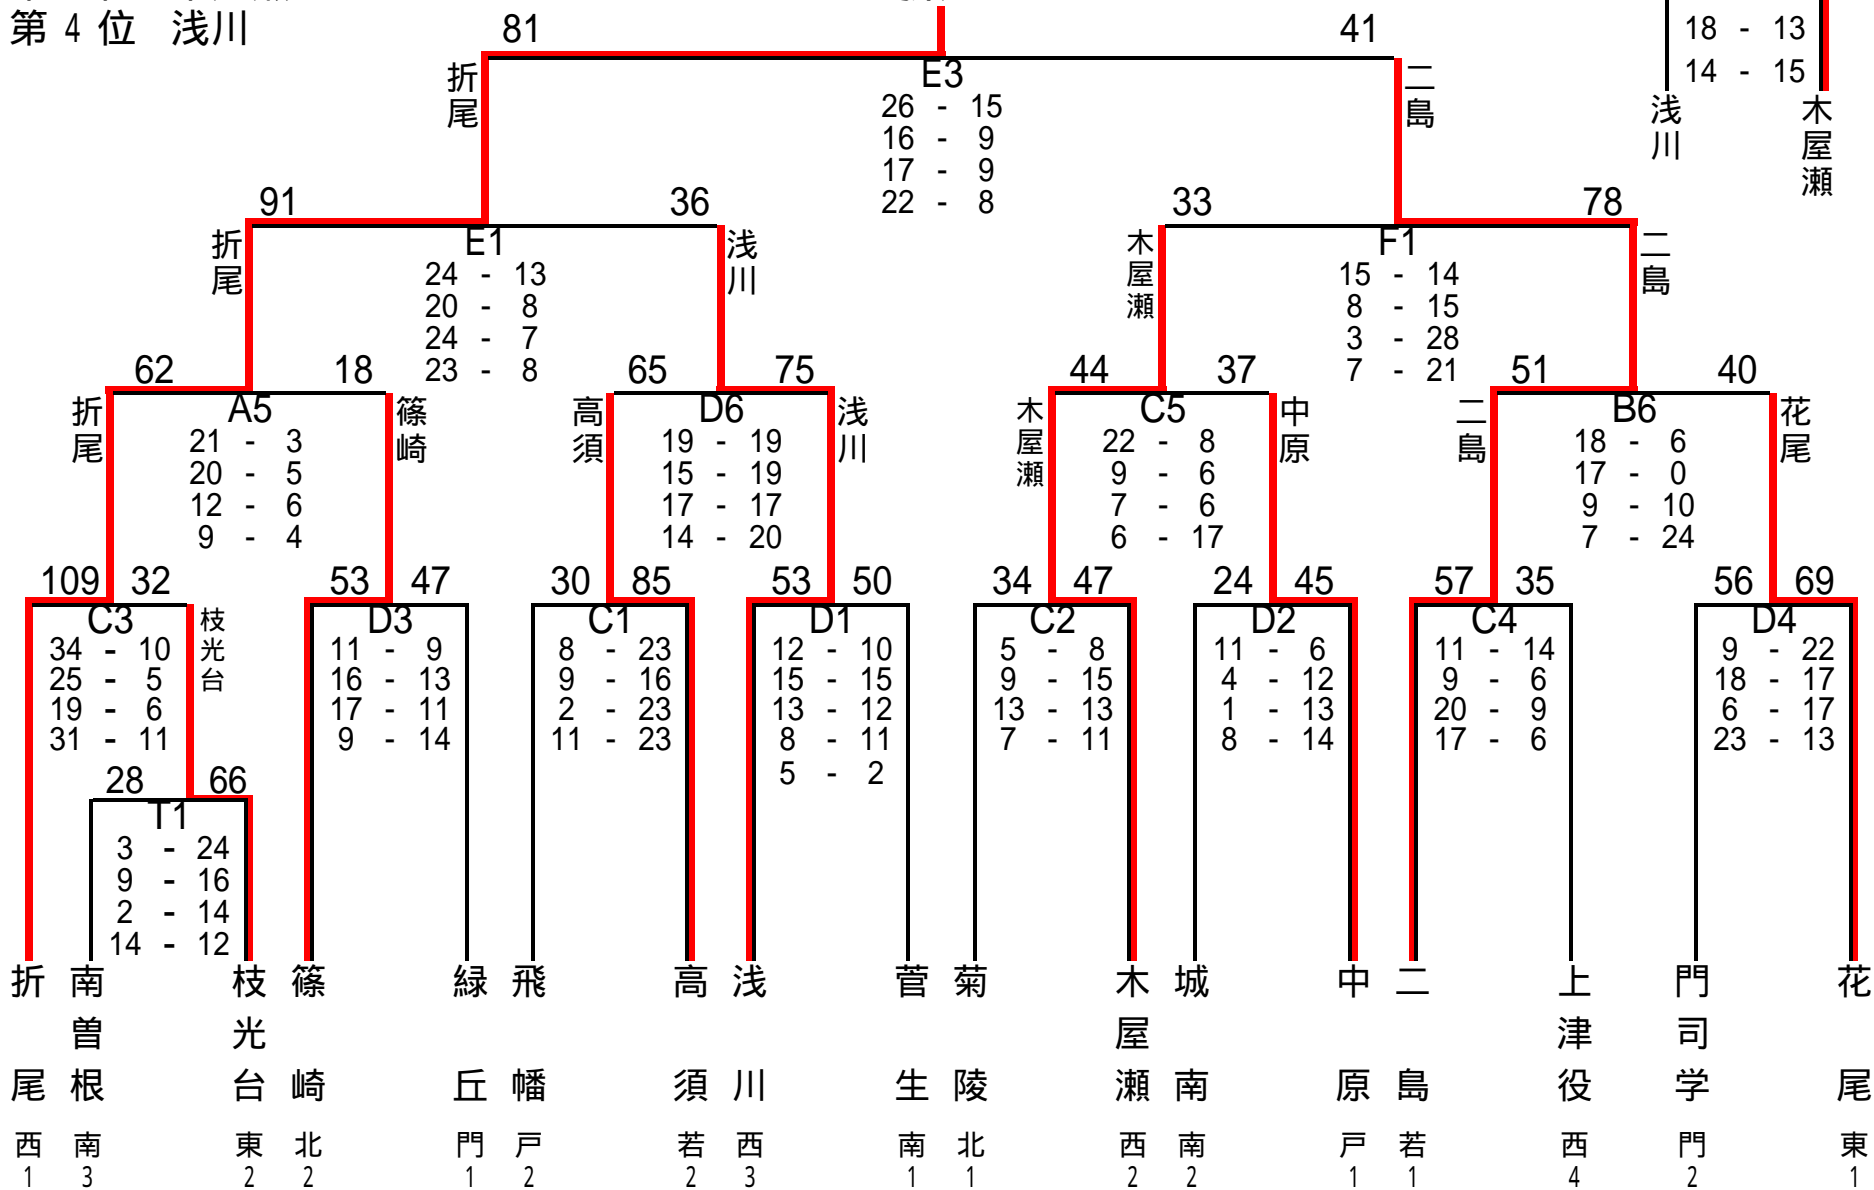 第 4 位 浅川
81 41
18 - 13
14 - 15
浅川
木屋瀬
折尾
E3
二島
26 - 15
16 - 9
17 - 9
22 - 8
91 36
33 78
折尾
E1
浅川
木屋瀬
F1
二島
24 - 13
20 - 8
24 - 7
23 - 8
15 - 14
8 - 15
3 - 28
7 - 21
62 18
65 75
44 37
51 40
折尾
A5
篠崎
高須
D6
浅川
木屋瀬
C5
中原
二島
B6
花尾
21 - 3
20 - 5
12 - 6
9 - 4
19 - 19
15 - 19
17 - 17
14 - 20
22 - 8
9 - 6
7 - 6
6 - 17
18 - 6
17 - 0
9 - 10
7 - 24
109 32
53 47
30 85
53 50
34 47
24 45
57 35
56 69
C3
枝光台
34 - 10
25 - 5
19 - 6
31 - 11
D3
11 - 9
16 - 13
17 - 11
9 - 14
C1
8 - 23
9 - 16
2 - 23
11 - 23
D1
12 - 10
15 - 15
13 - 12
8 - 11
5 - 2
C2
5 - 8
9 - 15
13 - 13
7 - 11
D2
11 - 6
4 - 12
1 - 13
8 - 14
C4
11 - 14
9 - 6
20 - 9
17 - 6
D4
9 - 22
18 - 17
6 - 17
23 - 13
28 66
T1
3 - 24
9 - 16
2 - 14
14 - 12
折尾 西1
南曽根 南3
枝光台 東2
篠崎 北2
緑丘 門1
飛幡 戸2
高須 若2
浅川 西3
菅生 南1
菊陵 北1
木屋瀬 西2
城南 南2
中原 戸1
二島 若1
上津役 西4
門司学 門2
花尾 東1